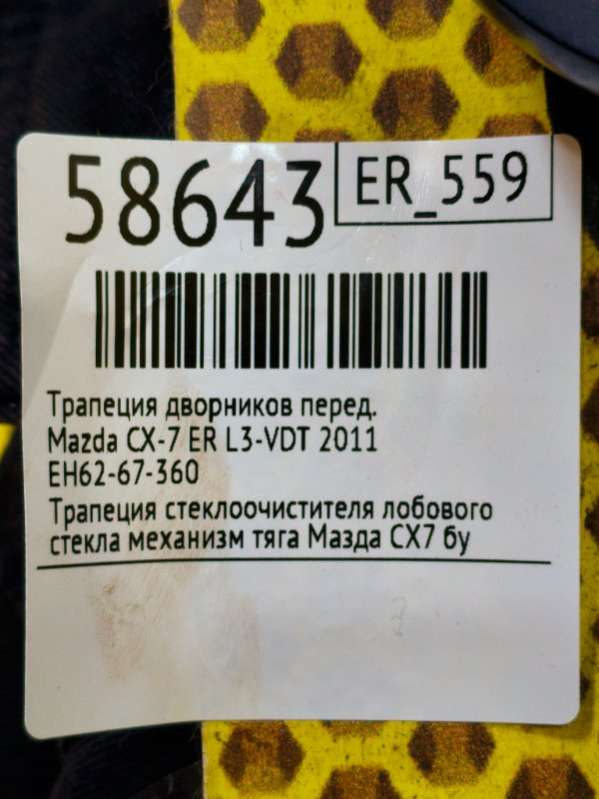 58643
ER_559
Трапеция дворников перед.
Mazda CX-7 ER L3-VDT 2011
EH62-67-360
Трапеция стеклоочистителя лобового
стекла механизм тяга Мазда СХ7 бу